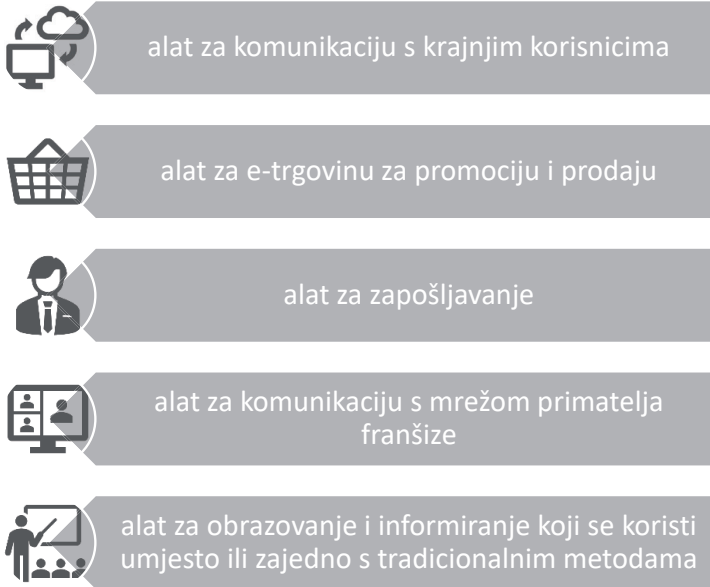 alat za komunikaciju s krajnjim korisnicima
alat za e-trgovinu za promociju i prodaju
alat za zapošljavanje
alat za komunikaciju s mrežom primatelja
franšize
alat za obrazovanje i informiranje koji se koristi
umjesto ili zajedno s tradicionalnim metodama